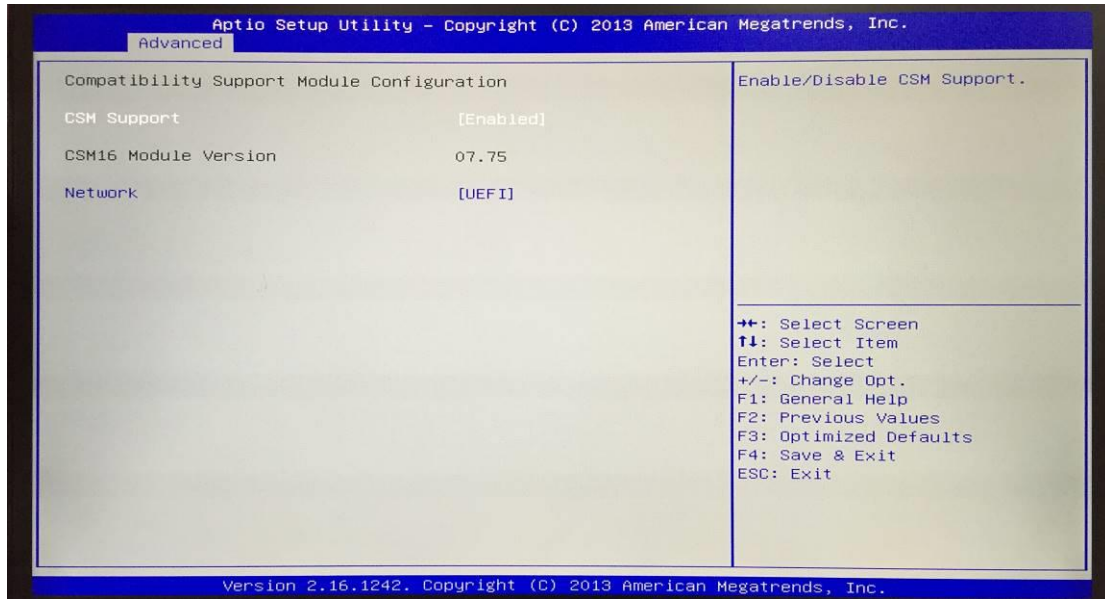 Aptio Setup Utility – Copyright (C) 2013 American Megatrends, Inc.
Advanced
Compatibility Support Module Configuration
CSM Support [Enabled]
CSM16 Module Version 07.75
Network [UEFI]
Enable/Disable CSM Support.
→←: Select Screen
↑↓: Select Item
Enter: Select
+/-: Change Opt.
F1: General Help
F2: Previous Values
F3: Optimized Defaults
F4: Save & Exit
ESC: Exit
Version 2.16.1242. Copyright (C) 2013 American Megatrends, Inc.